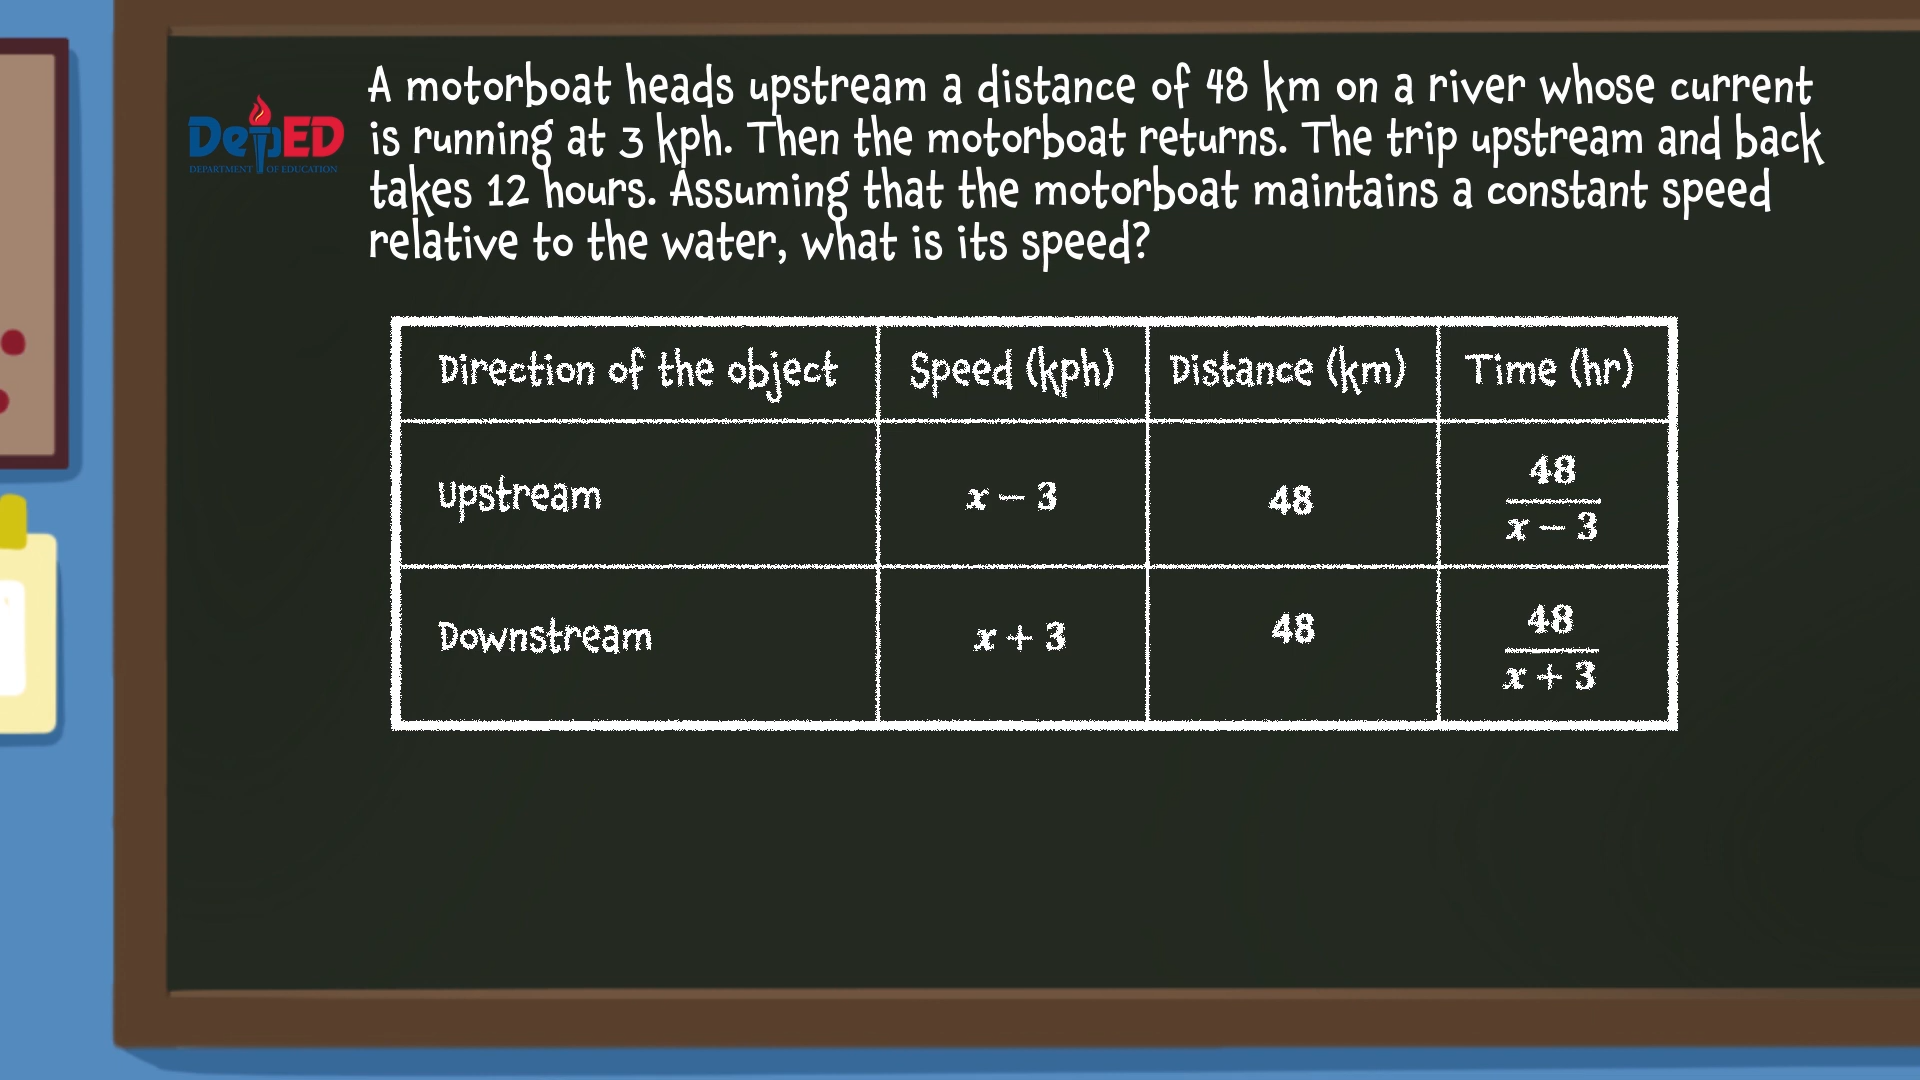 A motorboat heads upstream a distance of 48 km on a river whose current
is running at 3 kph. Then the motorboat returns. The trip upstream and back
takes 12 hours. Assuming that the motorboat maintains a constant speed
relative to the water, what is its speed?
DepED
DEPARTMENT OF EDUCATION
Direction of the object Speed (kph) Distance (km) Time (hr)
Upstream x − 3 48 48/(x − 3)
Downstream x + 3 48 48/(x + 3)